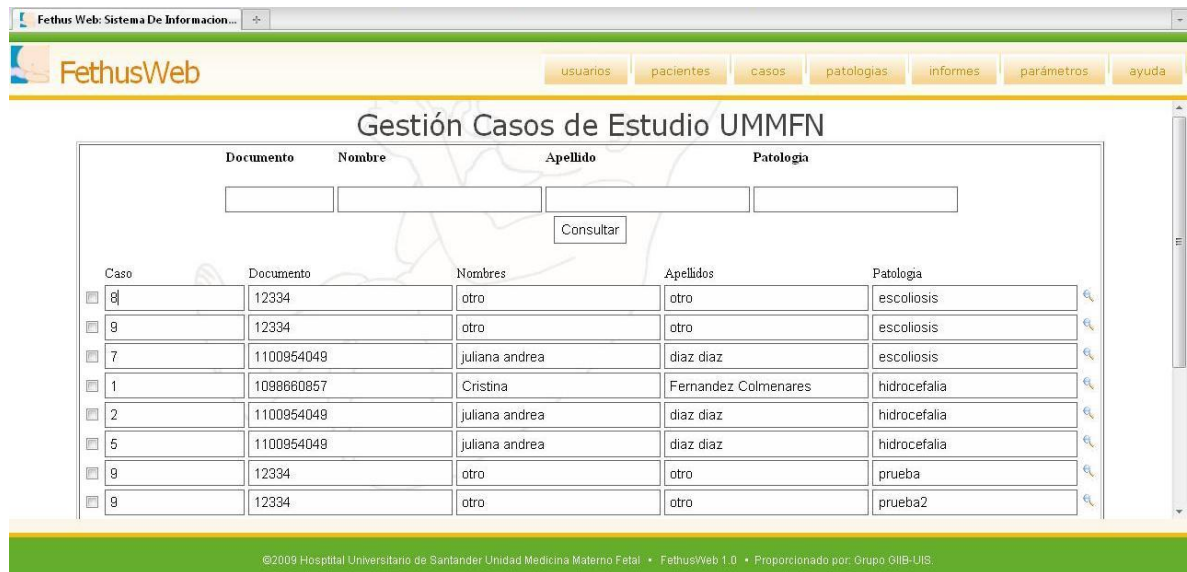 Fethus Web: Sistema De Informacion...
FethusWeb
usuarios pacientes casos patologias informes parámetros ayuda
Gestión Casos de Estudio UMMFN
Documento Nombre Apellido Patologia
Consultar
Caso Documento Nombres Apellidos Patologia
8 12334 otro otro escoliosis
9 12334 otro otro escoliosis
7 1100954049 juliana andrea diaz diaz escoliosis
1 1098660857 Cristina Fernandez Colmenares hidrocefalia
2 1100954049 juliana andrea diaz diaz hidrocefalia
5 1100954049 juliana andrea diaz diaz hidrocefalia
9 12334 otro otro prueba
9 12334 otro otro prueba2
©2009 Hosptital Universitario de Santander Unidad Medicina Materno Fetal • FethusWeb 1.0 • Proporcionado por: Grupo GIIB-UIS.